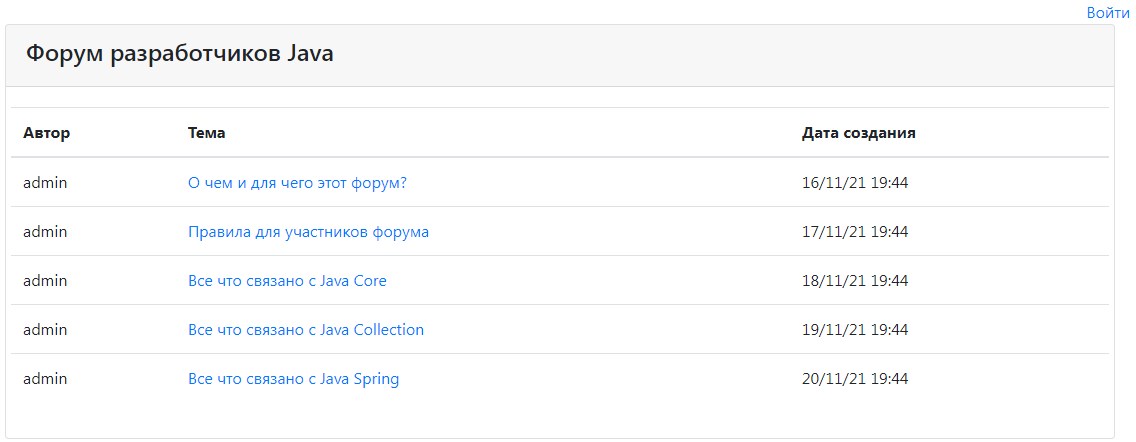 Войти
Форум разработчиков Java
Автор Тема Дата создания
admin О чем и для чего этот форум? 16/11/21 19:44
admin Правила для участников форума 17/11/21 19:44
admin Все что связано с Java Core 18/11/21 19:44
admin Все что связано с Java Collection 19/11/21 19:44
admin Все что связано с Java Spring 20/11/21 19:44